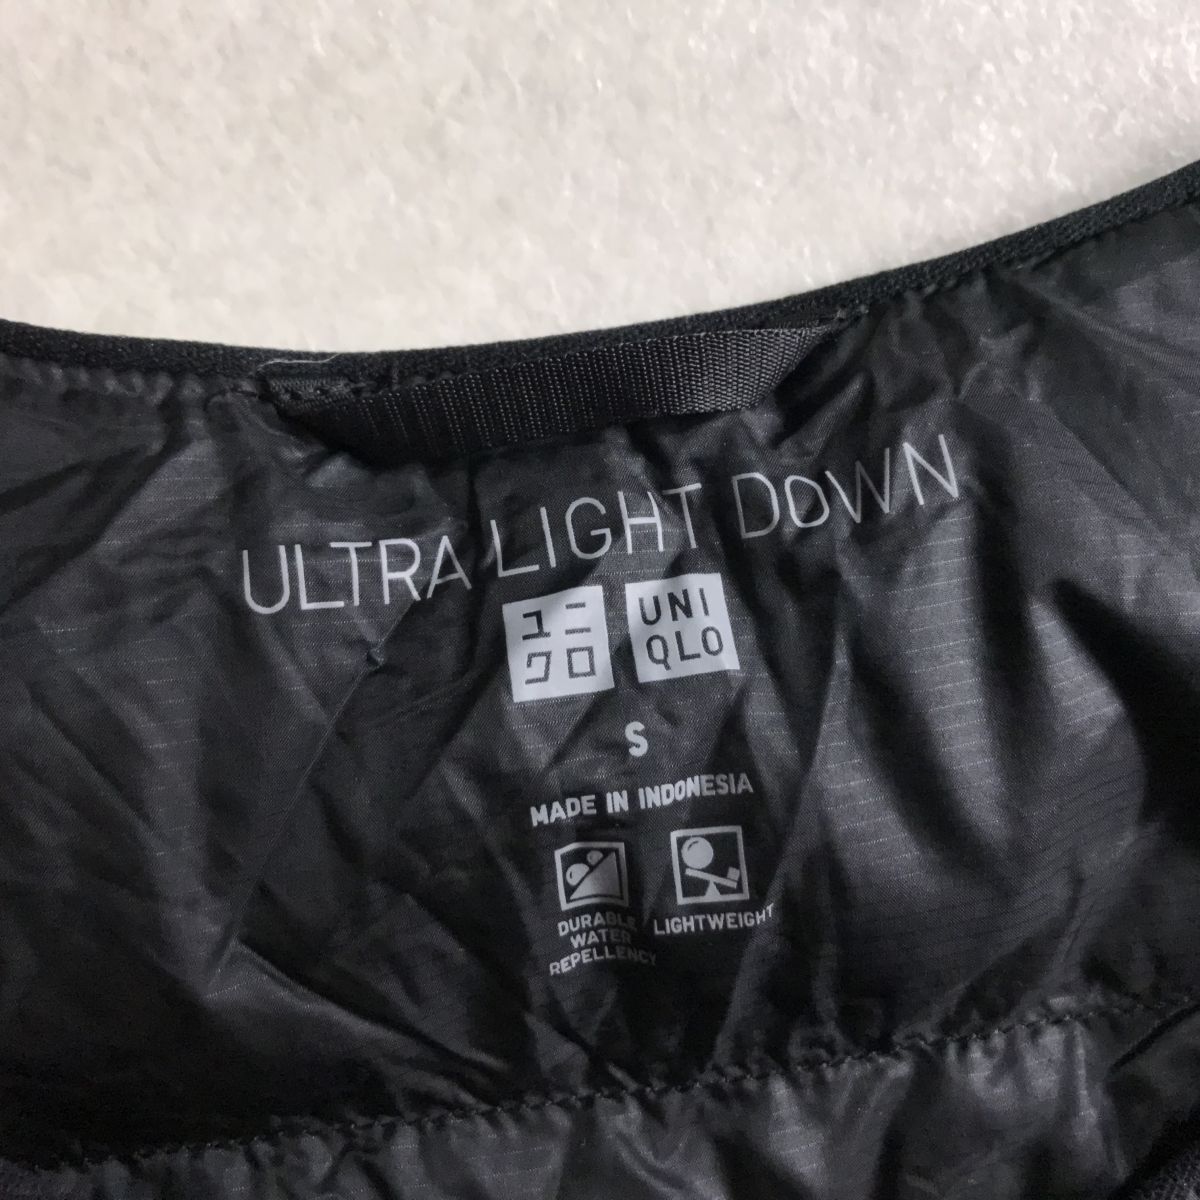 ULTRA LIGHT DOWN
ユニ
クロ
UNI
QLO
S
MADE IN INDONESIA
DURABLE
WATER
REPELLENCY
LIGHTWEIGHT